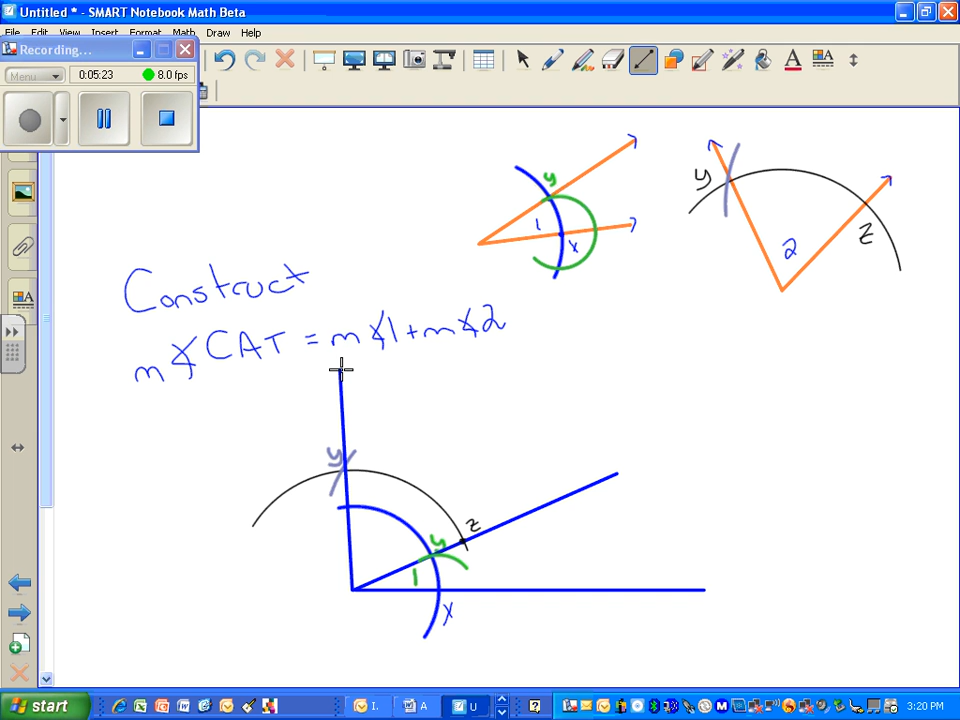 Untitled * - SMART Notebook Math Beta
File Edit View Insert Format Math Draw Help
Recording...
Menu 0:05:23 8.0 fps
A A
y
1
x
y
2
z
Construct
m∡CAT = m∡1 + m∡2
y
z
y
1
x
start I. A U ? 3:20 PM